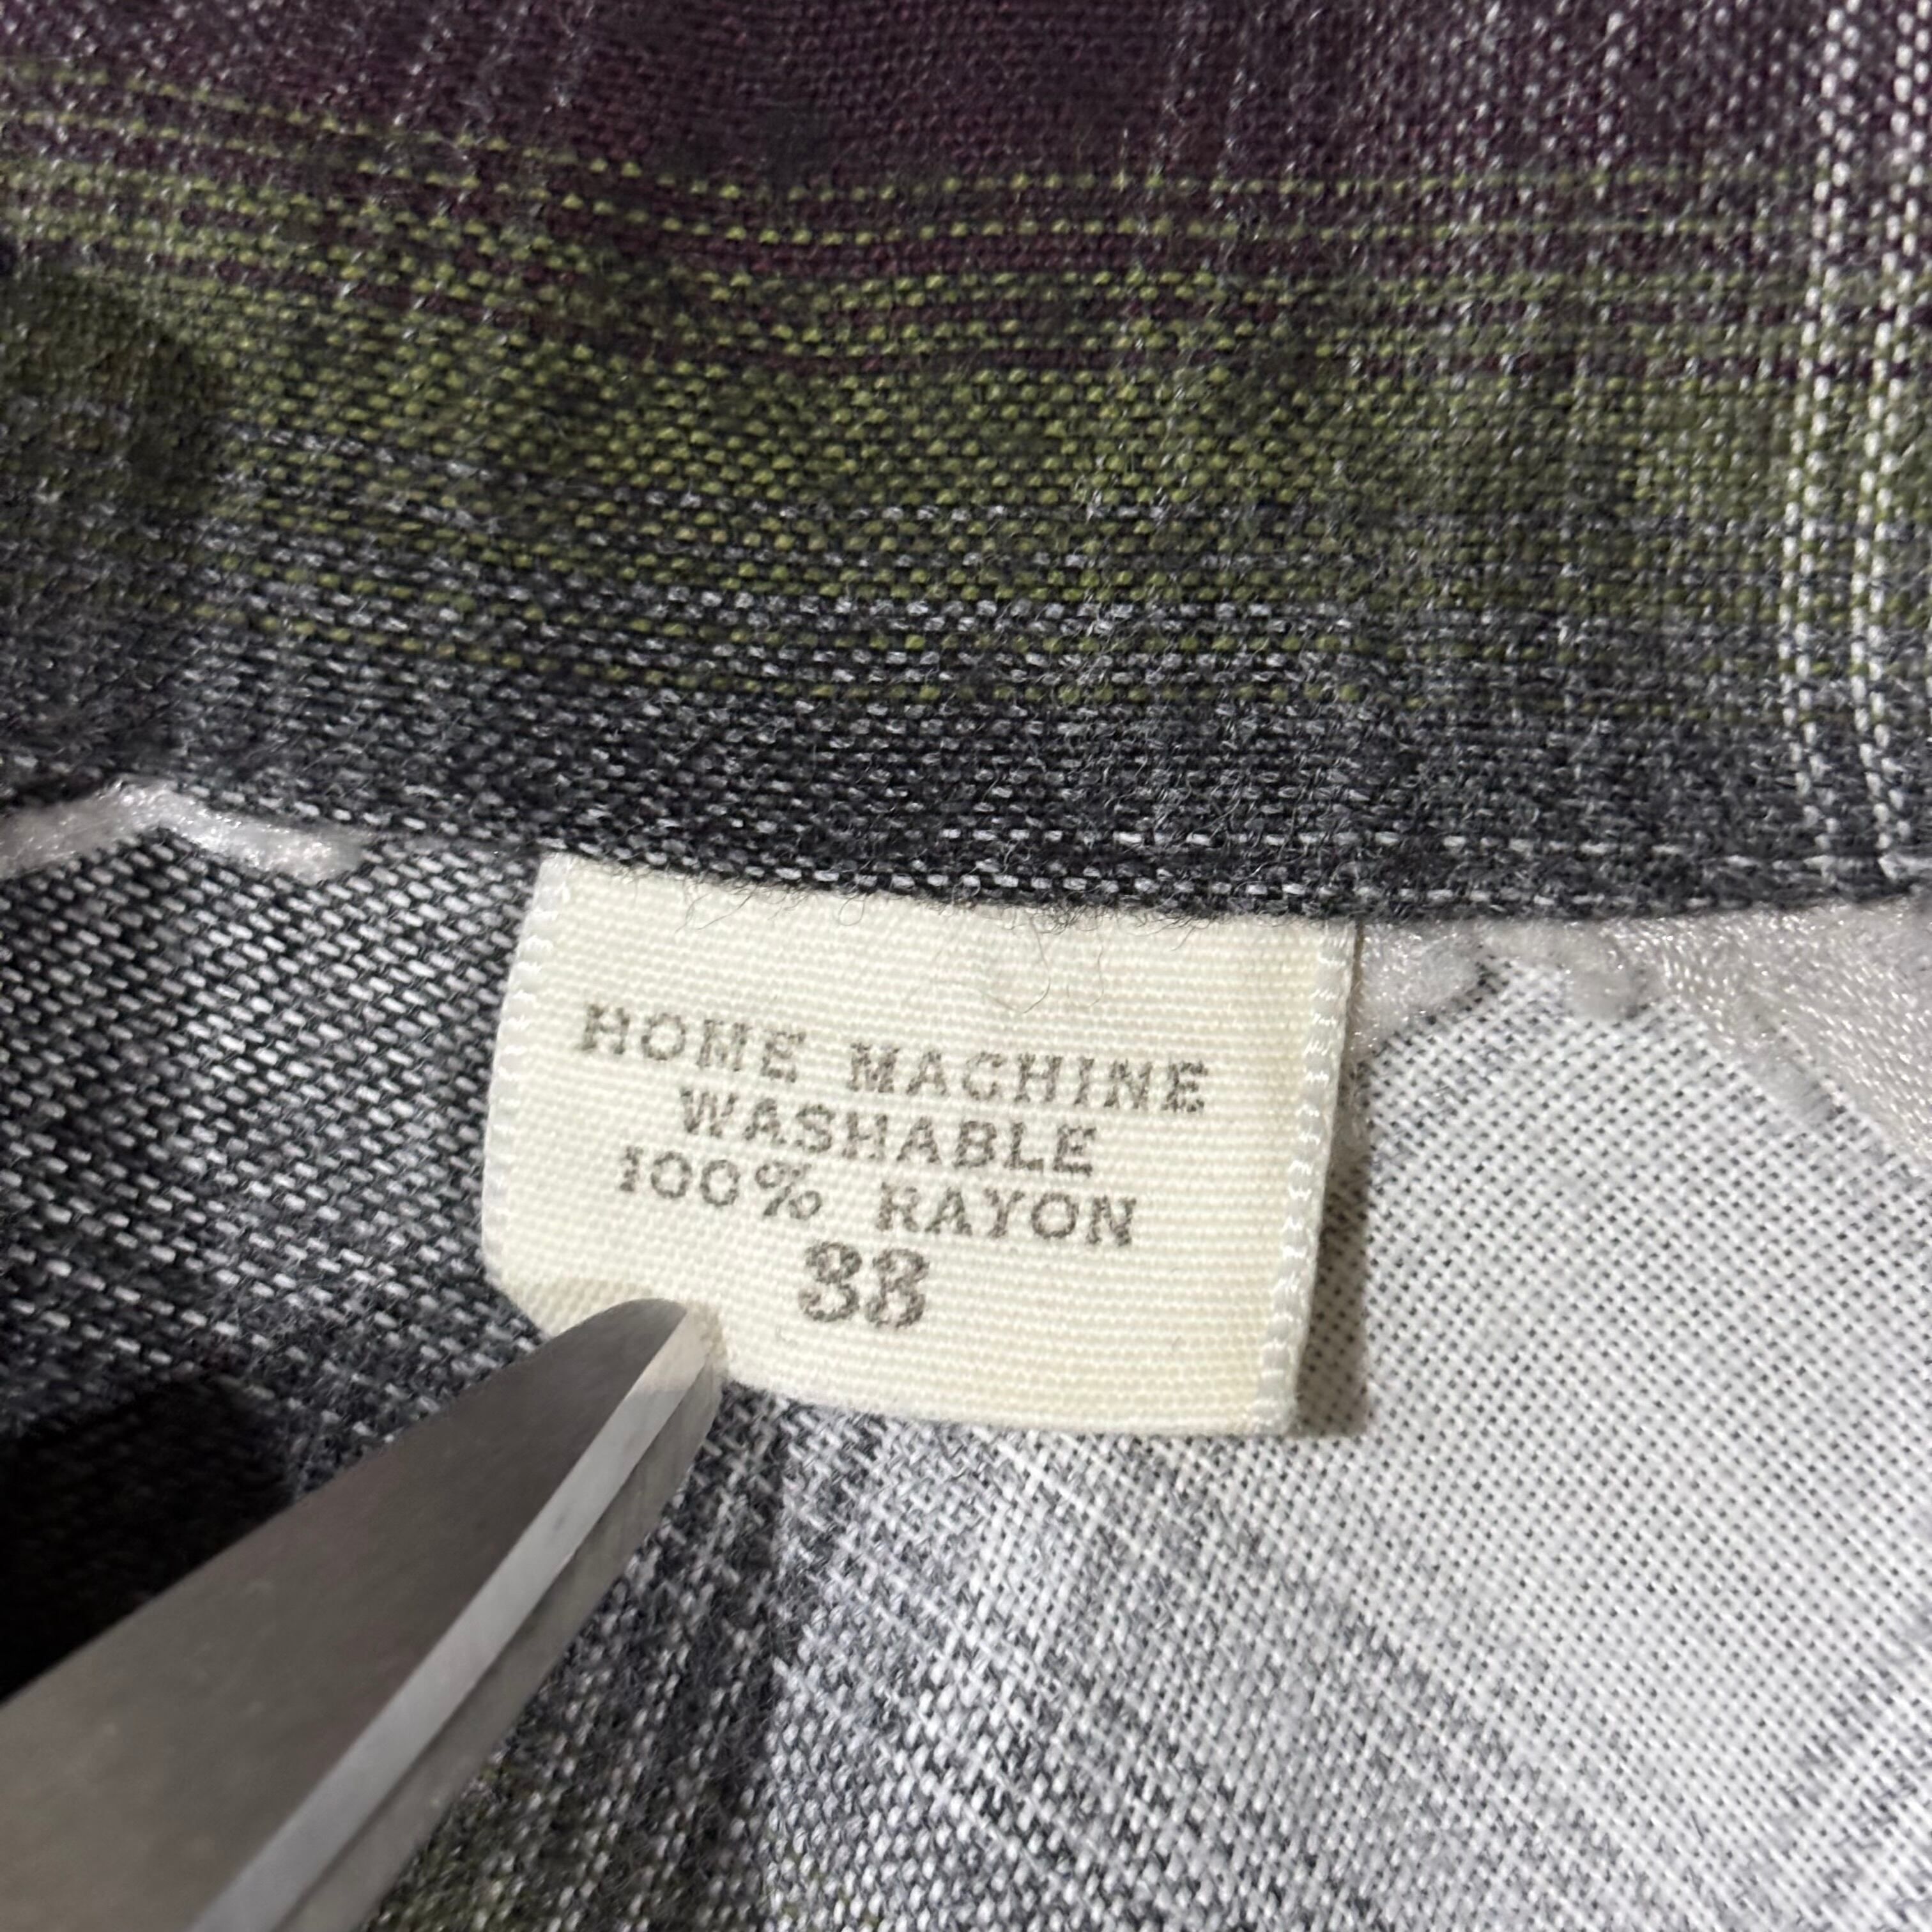 HOME MACHINE
WASHABLE
100% RAYON
38